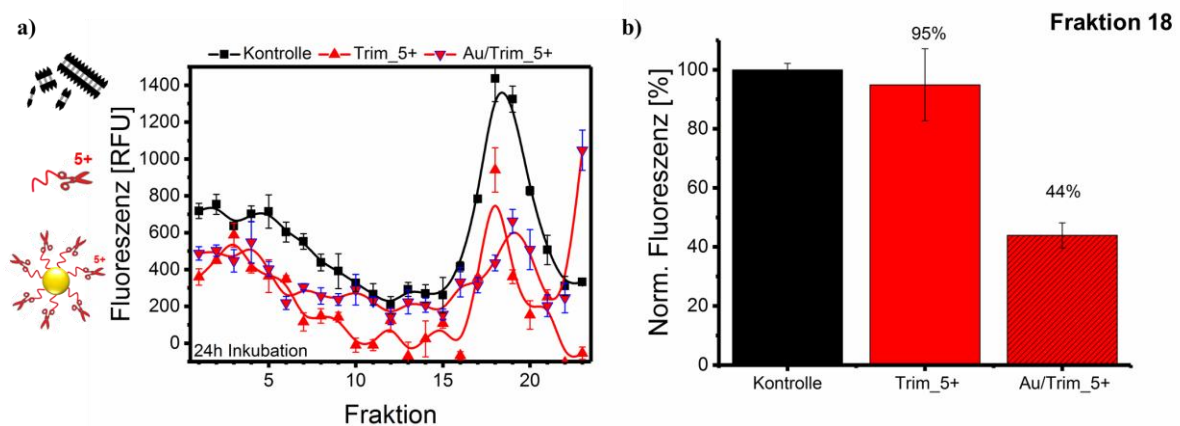 a)
Kontrolle Trim_5+ Au/Trim_5+
5+
5+
Fluoreszenz [RFU]
1400
1200
1000
800
600
400
200
0
24h Inkubation
5 10 15 20
Fraktion
b)
Fraktion 18
Norm. Fluoreszenz [%]
100
80
60
40
20
0
95%
44%
Kontrolle Trim_5+ Au/Trim_5+